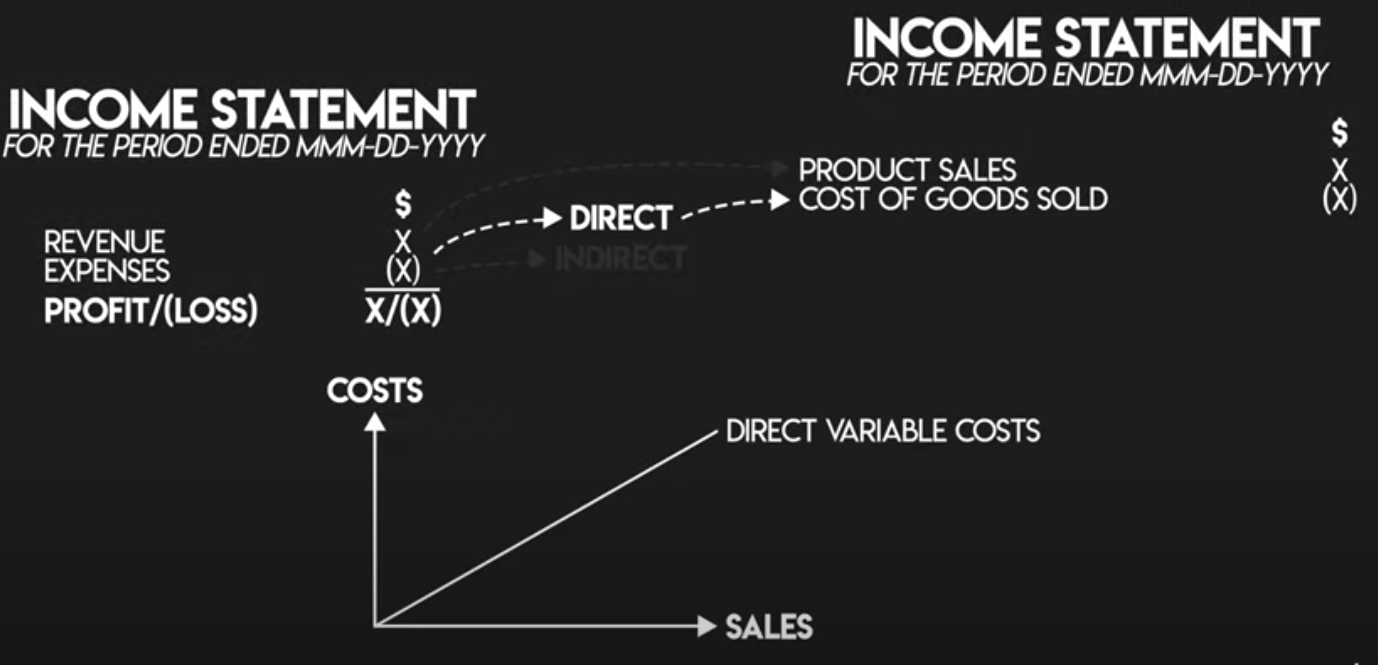 INCOME STATEMENT
FOR THE PERIOD ENDED MMM-DD-YYYY
$
REVENUE X
EXPENSES (X)
PROFIT/(LOSS) X/(X)
DIRECT
INDIRECT
INCOME STATEMENT
FOR THE PERIOD ENDED MMM-DD-YYYY
$
PRODUCT SALES X
COST OF GOODS SOLD (X)
COSTS
DIRECT VARIABLE COSTS
SALES